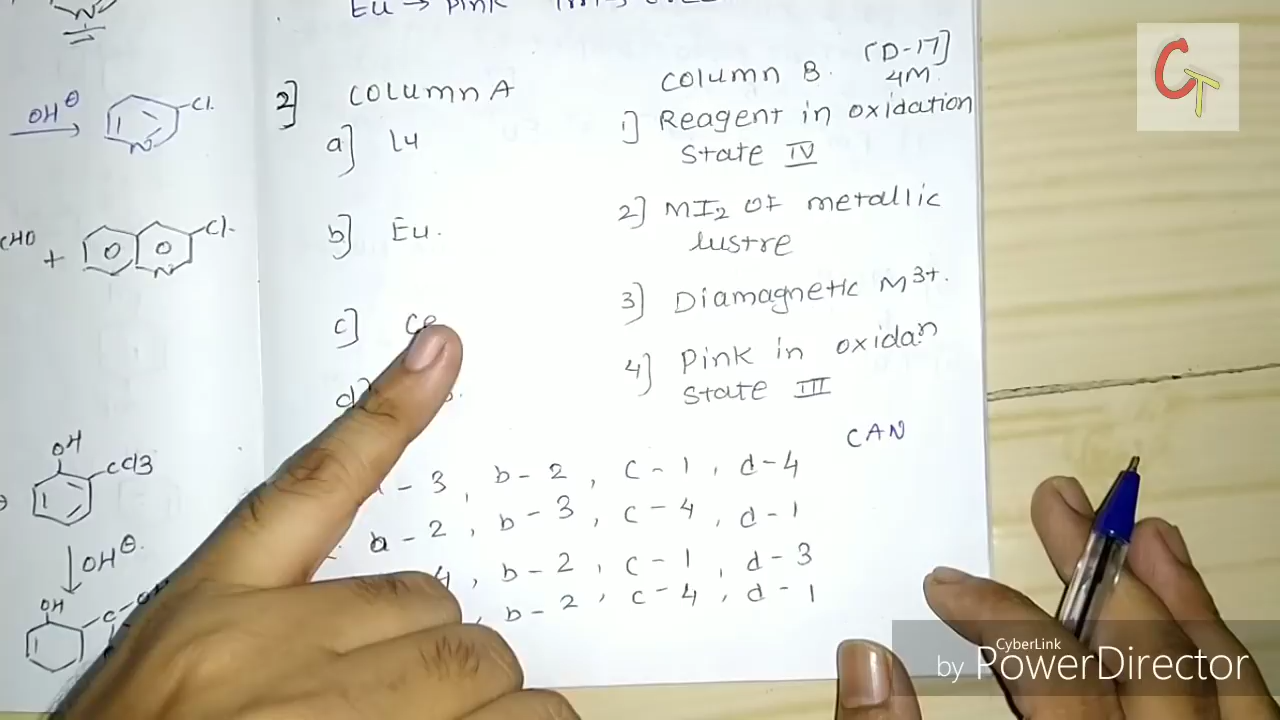 Eu → Pink
OH⊖
Cl.
CHO + Cl.
N
OH
CCl3
↓ OH⊖.
OH
C - OH
2] COLUMN A
a] Lu
b] Eu.
c] Ce
d]
COLUMN B. [D-17]
4M.
1] Reagent in oxidation
State IV
2] MI2 OF metallic
lustre
3] Diamagnetic M3+.
4] Pink in oxidan
State III
CAN
- 3, b - 2, c - 1, d - 4
a - 2, b - 3, c - 4, d - 1
4, b - 2, c - 1, d - 3
, b - 2, c - 4, d - 1
CT
CyberLink
by PowerDirector